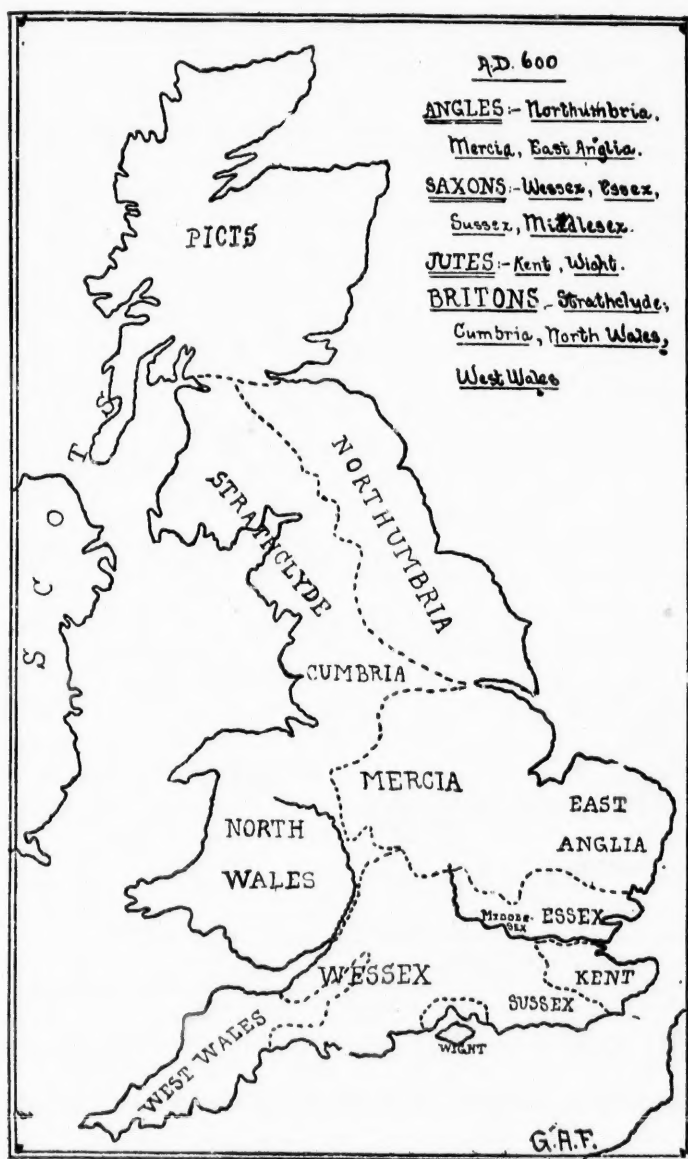 A.D. 600
ANGLES:- Northumbria,
Mercia, East Anglia.
SAXONS:- Wessex, Essex,
Sussex, Middlesex.
JUTES:- Kent, Wight.
BRITONS - Strathclyde,
Cumbria, North Wales,
West Wales
PICTS
SCOTS
NORTHUMBRIA
STRATHCLYDE
CUMBRIA
MERCIA
EAST
ANGLIA
NORTH
WALES
MIDDLE-
SEX
ESSEX
WESSEX
KENT
SUSSEX
WIGHT
WEST WALES
G.A.F.